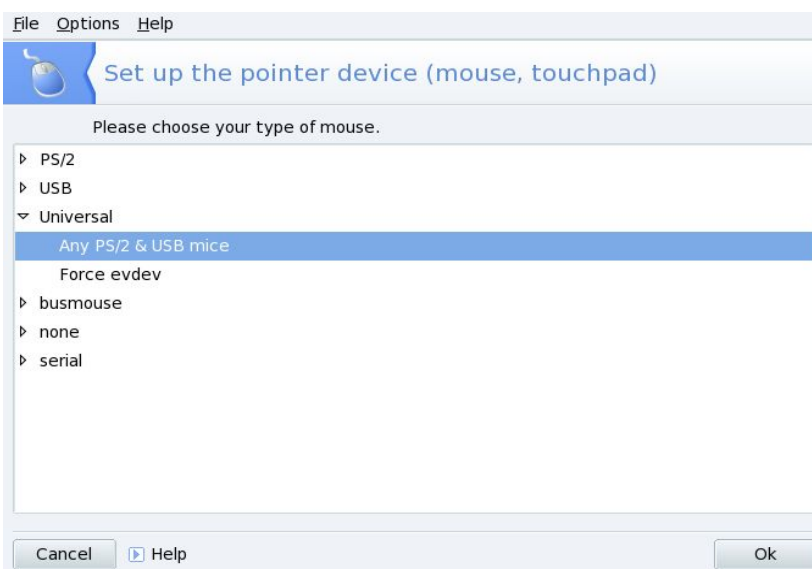 File Options Help
Set up the pointer device (mouse, touchpad)
Please choose your type of mouse.
PS/2
USB
Universal
Any PS/2 & USB mice
Force evdev
busmouse
none
serial
Cancel Help Ok